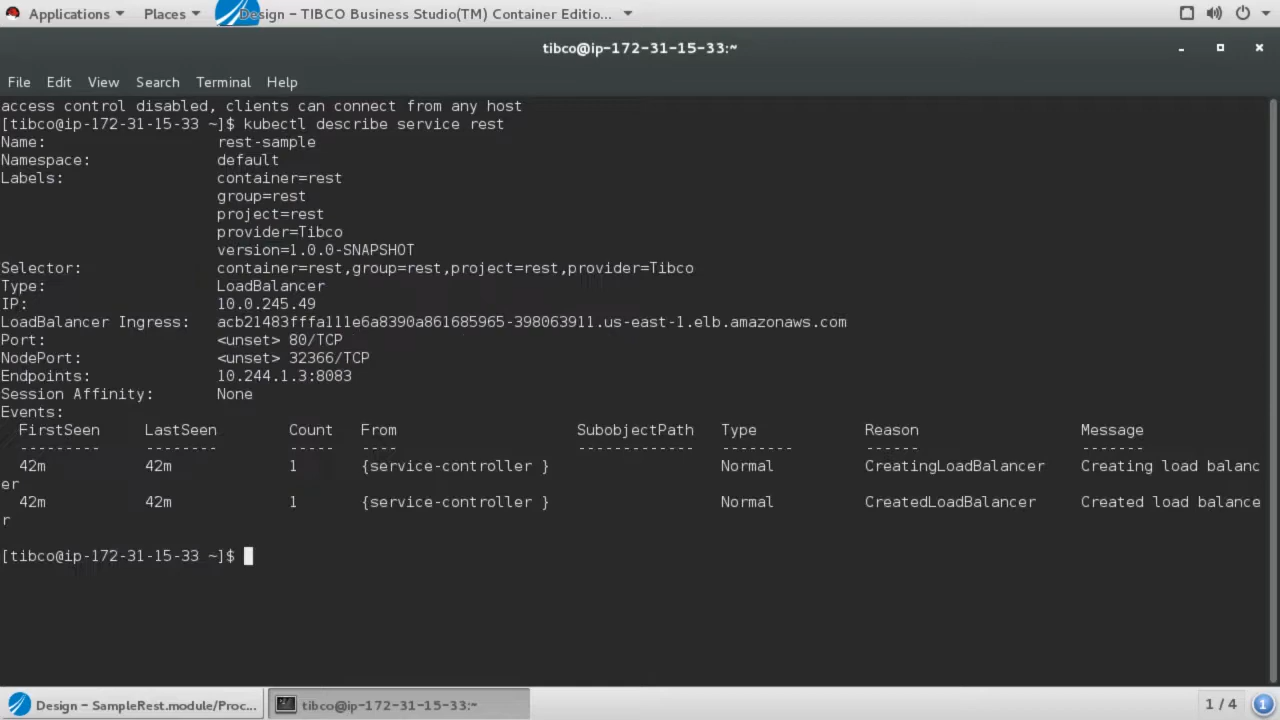 Applications Places Design – TIBCO Business Studio(TM) Container Editio...
tibco@ip-172-31-15-33:~
File Edit View Search Terminal Help
access control disabled, clients can connect from any host
[tibco@ip-172-31-15-33 ~]$ kubectl describe service rest
Name: rest-sample
Namespace: default
Labels: container=rest
group=rest
project=rest
provider=Tibco
version=1.0.0-SNAPSHOT
Selector: container=rest,group=rest,project=rest,provider=Tibco
Type: LoadBalancer
IP: 10.0.245.49
LoadBalancer Ingress: acb21483fffa111e6a8390a861685965-398063911.us-east-1.elb.amazonaws.com
Port: <unset> 80/TCP
NodePort: <unset> 32366/TCP
Endpoints: 10.244.1.3:8083
Session Affinity: None
Events:
FirstSeen LastSeen Count From SubobjectPath Type Reason Message
--------- -------- ----- ---- ------------- -------- ------ -------
42m 42m 1 {service-controller } Normal CreatingLoadBalancer Creating load balanc
er
42m 42m 1 {service-controller } Normal CreatedLoadBalancer Created load balance
r
[tibco@ip-172-31-15-33 ~]$
Design – SampleRest.module/Proc... tibco@ip-172-31-15-33:~ 1 / 4 1